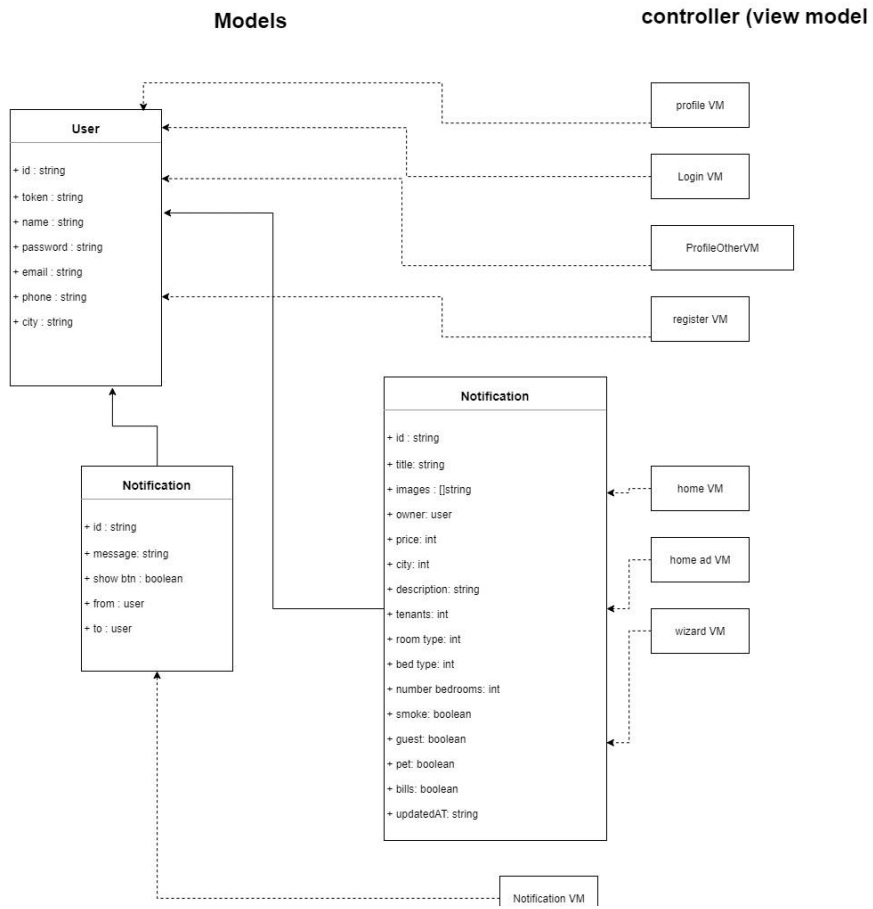 Models
controller (view model
User
+ id : string
+ token : string
+ name : string
+ password : string
+ email : string
+ phone : string
+ city : string
profile VM
Login VM
ProfileOtherVM
register VM
Notification
+ id : string
+ message: string
+ show btn : boolean
+ from : user
+ to : user
Notification
+ id : string
+ title: string
+ images : []string
+ owner: user
+ price: int
+ city: int
+ description: string
+ tenants: int
+ room type: int
+ bed type: int
+ number bedrooms: int
+ smoke: boolean
+ guest: boolean
+ pet: boolean
+ bills: boolean
+ updatedAT: string
home VM
home ad VM
wizard VM
Notification VM